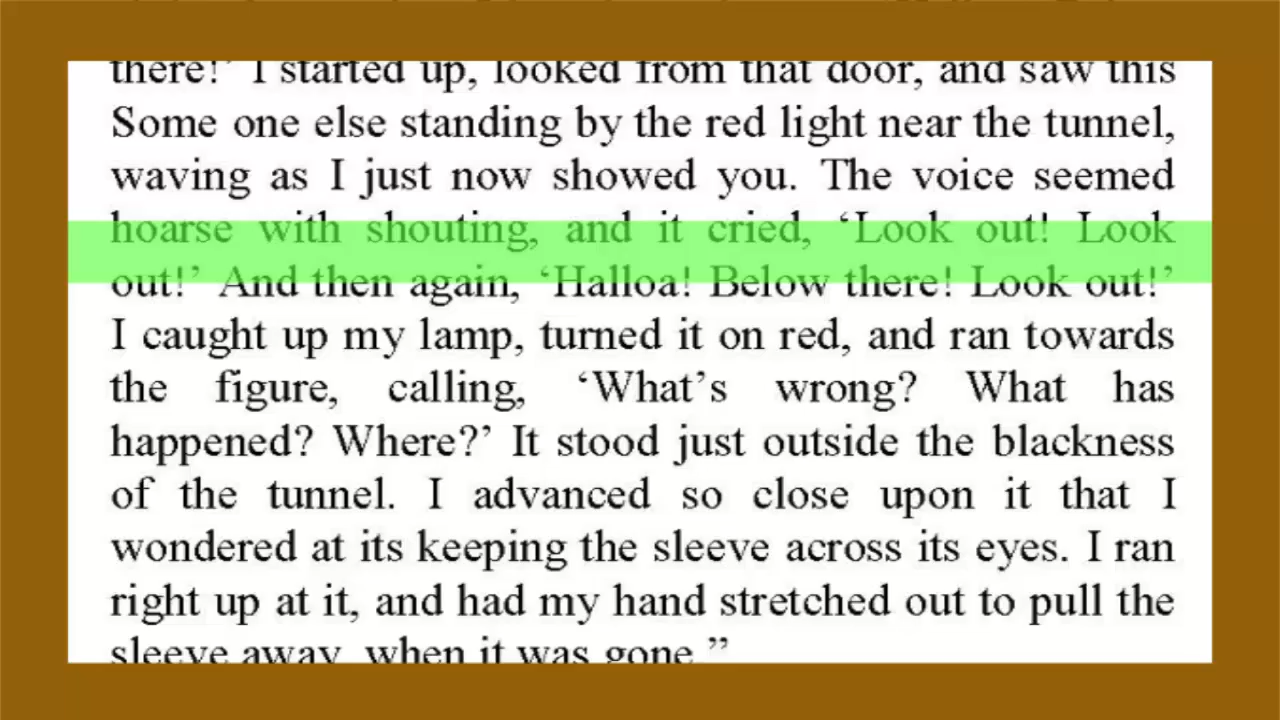 there!’ I started up, looked from that door, and saw this
Some one else standing by the red light near the tunnel,
waving as I just now showed you. The voice seemed
hoarse with shouting, and it cried, ‘Look out! Look
out!’ And then again, ‘Halloa! Below there! Look out!’
I caught up my lamp, turned it on red, and ran towards
the figure, calling, ‘What’s wrong? What has
happened? Where?’ It stood just outside the blackness
of the tunnel. I advanced so close upon it that I
wondered at its keeping the sleeve across its eyes. I ran
right up at it, and had my hand stretched out to pull the
sleeve away, when it was gone.”